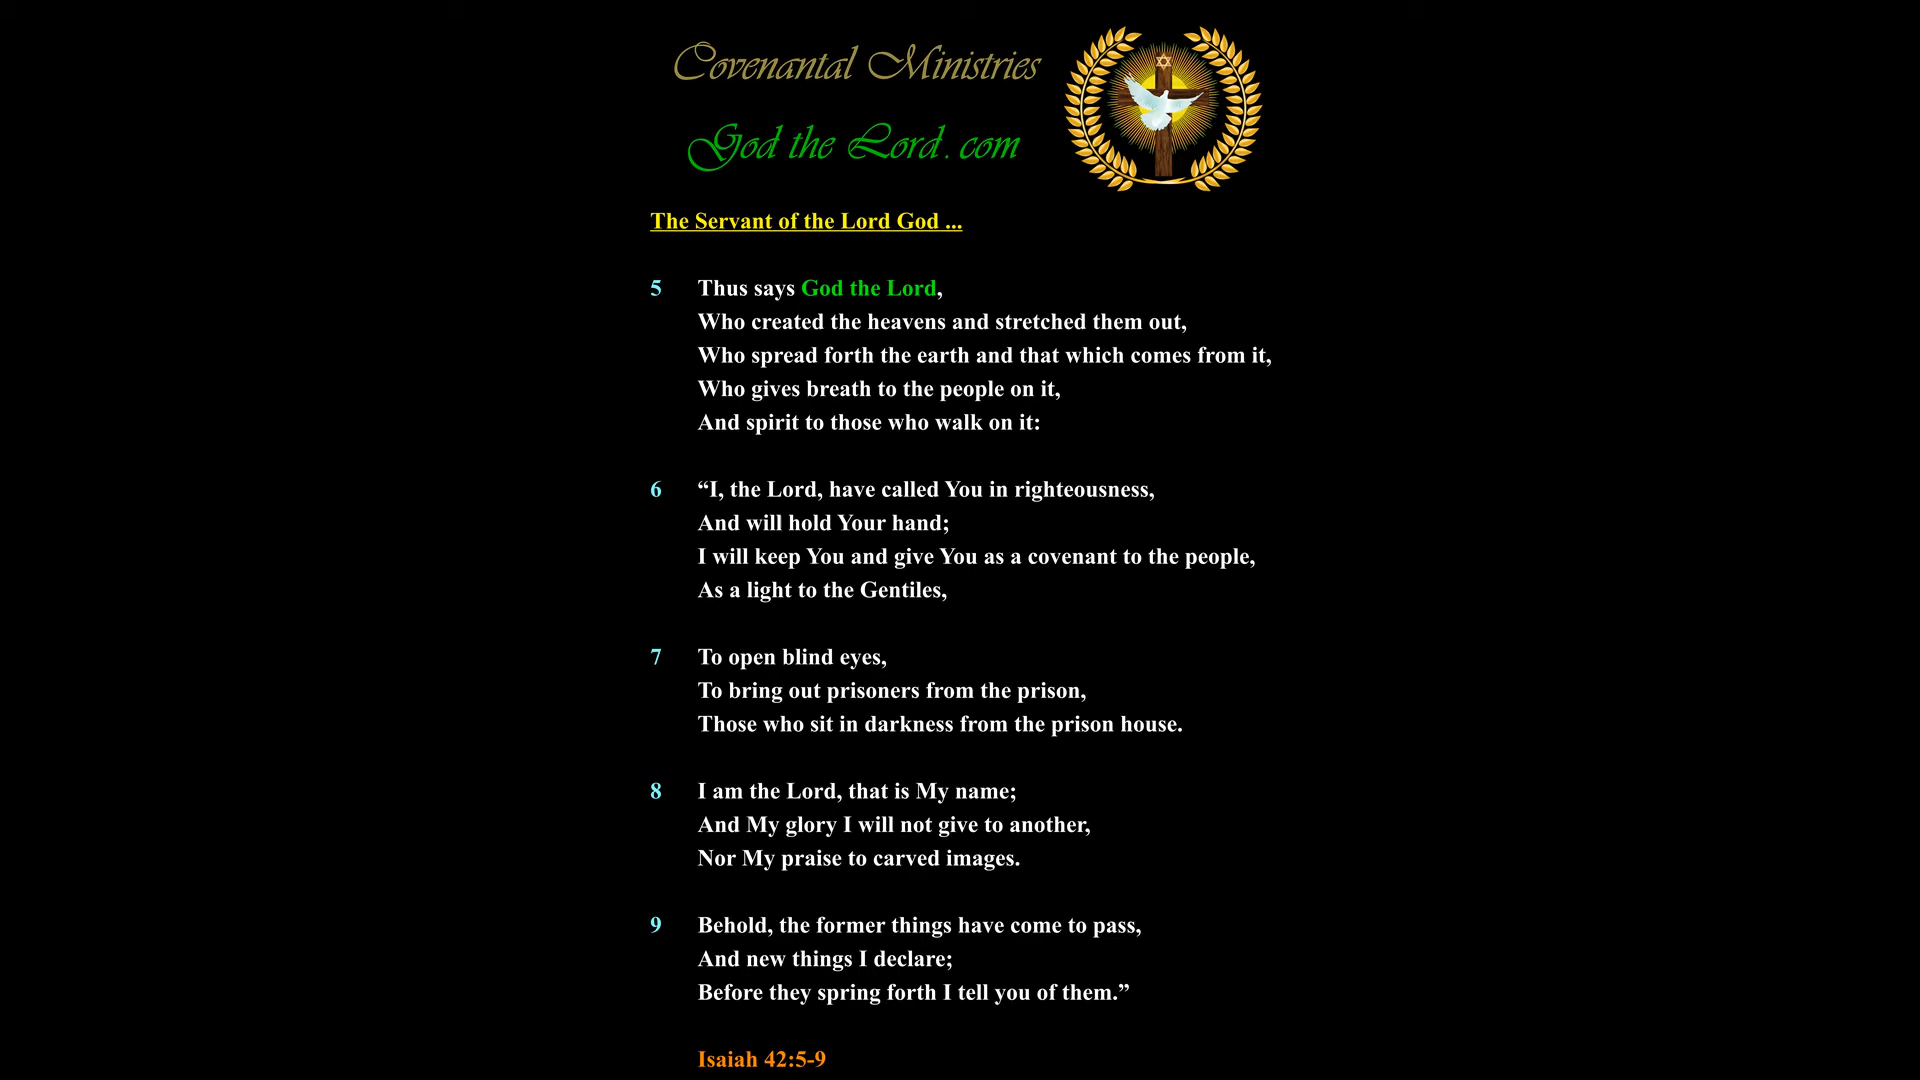 Covenantal Ministries
God the Lord . com
The Servant of the Lord God ...
5 Thus says God the Lord,
Who created the heavens and stretched them out,
Who spread forth the earth and that which comes from it,
Who gives breath to the people on it,
And spirit to those who walk on it:
6 “I, the Lord, have called You in righteousness,
And will hold Your hand;
I will keep You and give You as a covenant to the people,
As a light to the Gentiles,
7 To open blind eyes,
To bring out prisoners from the prison,
Those who sit in darkness from the prison house.
8 I am the Lord, that is My name;
And My glory I will not give to another,
Nor My praise to carved images.
9 Behold, the former things have come to pass,
And new things I declare;
Before they spring forth I tell you of them.”
Isaiah 42:5-9